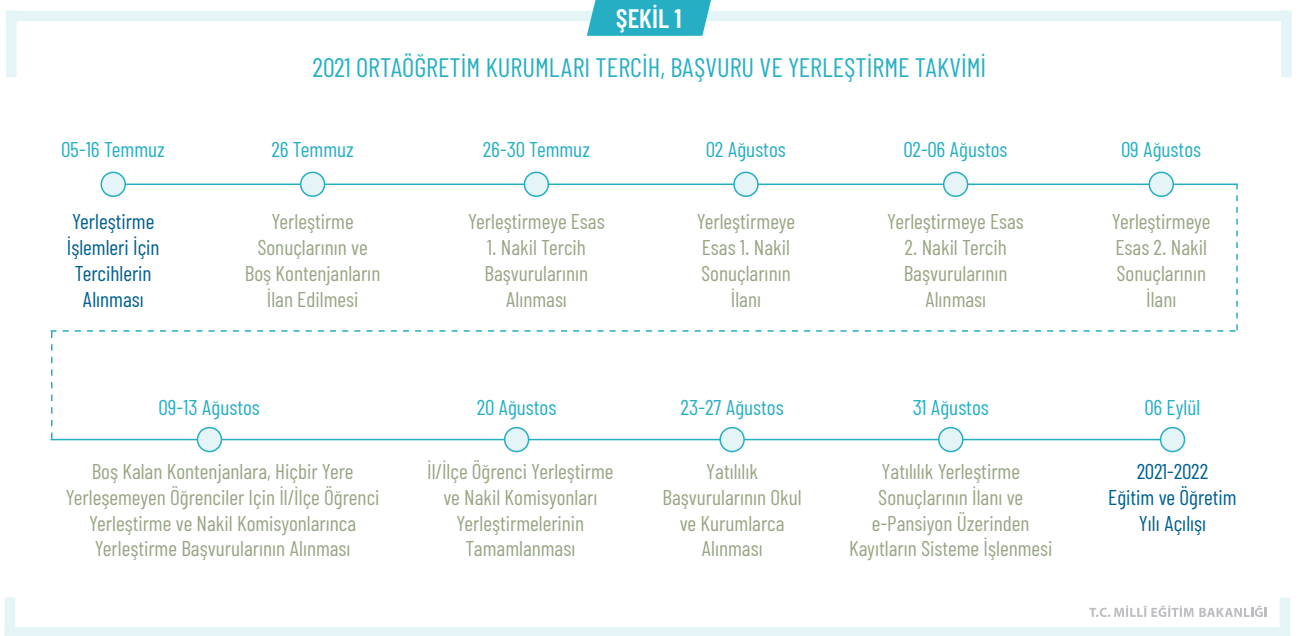 ŞEKİL 1
2021 ORTAÖĞRETİM KURUMLARI TERCİH, BAŞVURU VE YERLEŞTİRME TAKVİMİ
05-16 Temmuz
Yerleştirme
İşlemleri İçin
Tercihlerin
Alınması
26 Temmuz
Yerleştirme
Sonuçlarının ve
Boş Kontenjanların
İlan Edilmesi
26-30 Temmuz
Yerleştirmeye Esas
1. Nakil Tercih
Başvurularının
Alınması
02 Ağustos
Yerleştirmeye
Esas 1. Nakil
Sonuçlarının
İlanı
02-06 Ağustos
Yerleştirmeye Esas
2. Nakil Tercih
Başvurularının
Alınması
09 Ağustos
Yerleştirmeye
Esas 2. Nakil
Sonuçlarının
İlanı
09-13 Ağustos
Boş Kalan Kontenjanlara, Hiçbir Yere
Yerleşemeyen Öğrenciler Için İl/İlçe Öğrenci
Yerleştirme ve Nakil Komisyonlarınca
Yerleştirme Başvurularının Alınması
20 Ağustos
İl/İlçe Öğrenci Yerleştirme
ve Nakil Komisyonları
Yerleştirmelerinin
Tamamlanması
23-27 Ağustos
Yatılılık
Başvurularının Okul
ve Kurumlarca
Alınması
31 Ağustos
Yatılılık Yerleştirme
Sonuçlarının İlanı ve
e-Pansiyon Üzerinden
Kayıtların Sisteme İşlenmesi
06 Eylül
2021-2022
Eğitim ve Öğretim
Yılı Açılışı
T.C. MİLLÎ EĞİTİM BAKANLIĞI